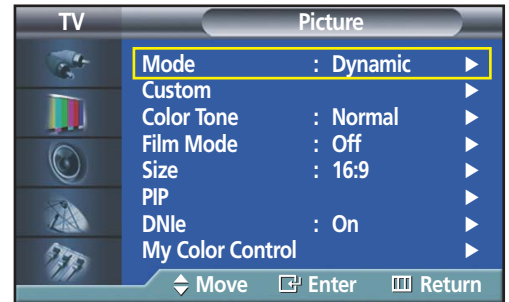 TV Picture
Mode : Dynamic
Custom
Color Tone : Normal
Film Mode : Off
Size : 16:9
PIP
DNIe : On
My Color Control
Move Enter Return